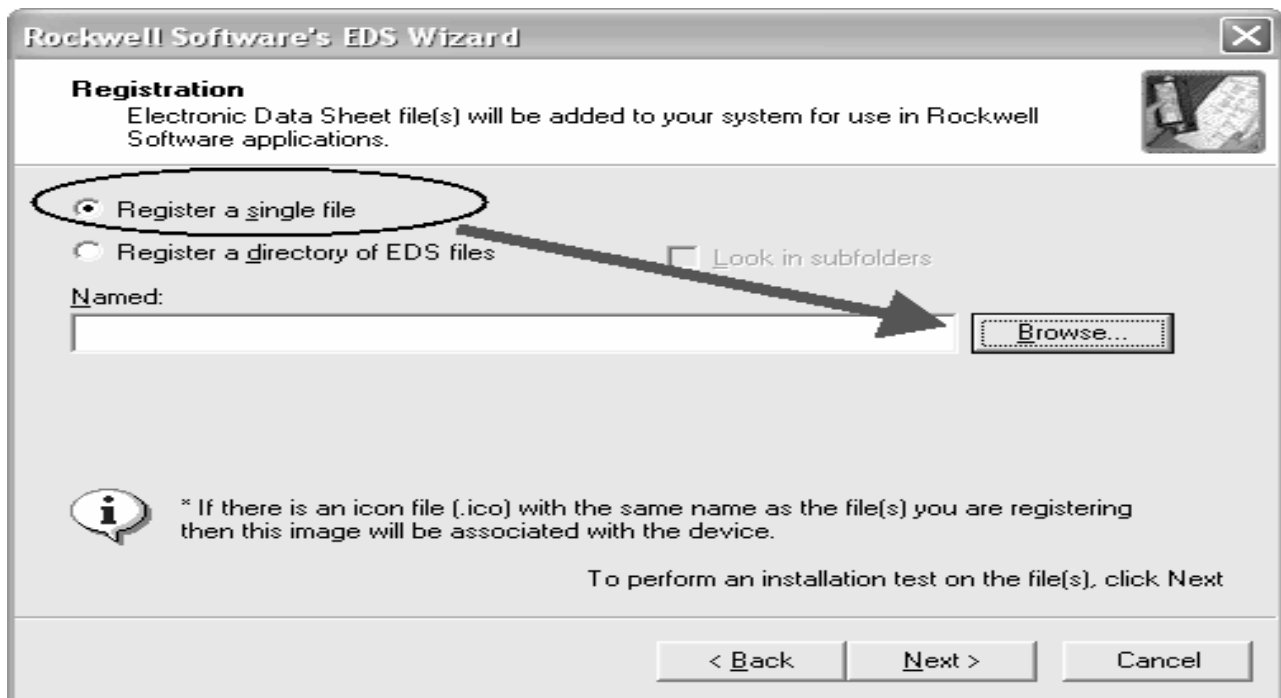 Rockwell Software's EDS Wizard
Registration
Electronic Data Sheet file(s) will be added to your system for use in Rockwell
Software applications.
Register a single file
Register a directory of EDS files
Look in subfolders
Named:
Browse...
* If there is an icon file (.ico) with the same name as the file(s) you are registering
then this image will be associated with the device.
To perform an installation test on the file(s), click Next
< Back
Next >
Cancel